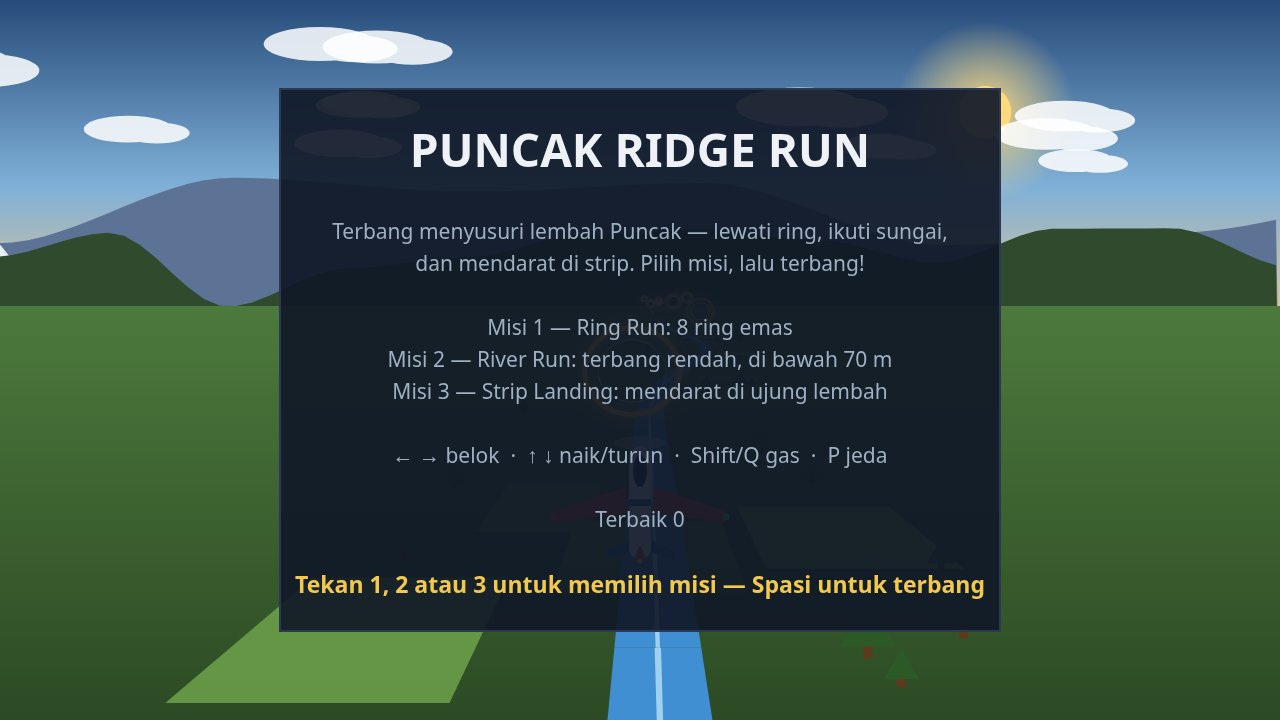 PUNCAK RIDGE RUN
Terbang menyusuri lembah Puncak — lewati ring, ikuti sungai,
dan mendarat di strip. Pilih misi, lalu terbang!
Misi 1 — Ring Run: 8 ring emas
Misi 2 — River Run: terbang rendah, di bawah 70 m
Misi 3 — Strip Landing: mendarat di ujung lembah
← → belok · ↑ ↓ naik/turun · Shift/Q gas · P jeda
Terbaik 0
Tekan 1, 2 atau 3 untuk memilih misi — Spasi untuk terbang